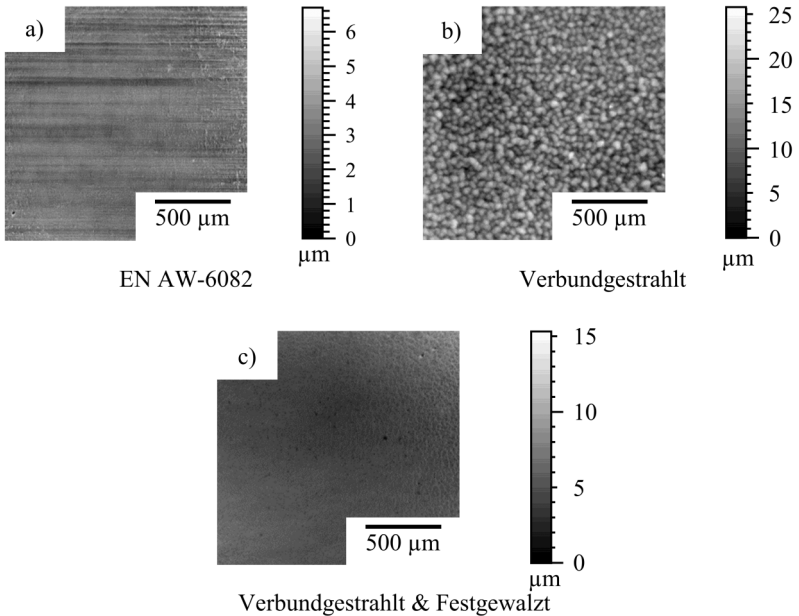 a)
6
5
4
3
2
1
0
µm
500 µm
EN AW-6082
b)
25
20
15
10
5
0
µm
500 µm
Verbundgestrahlt
c)
15
10
5
0
µm
500 µm
Verbundgestrahlt & Festgewalzt